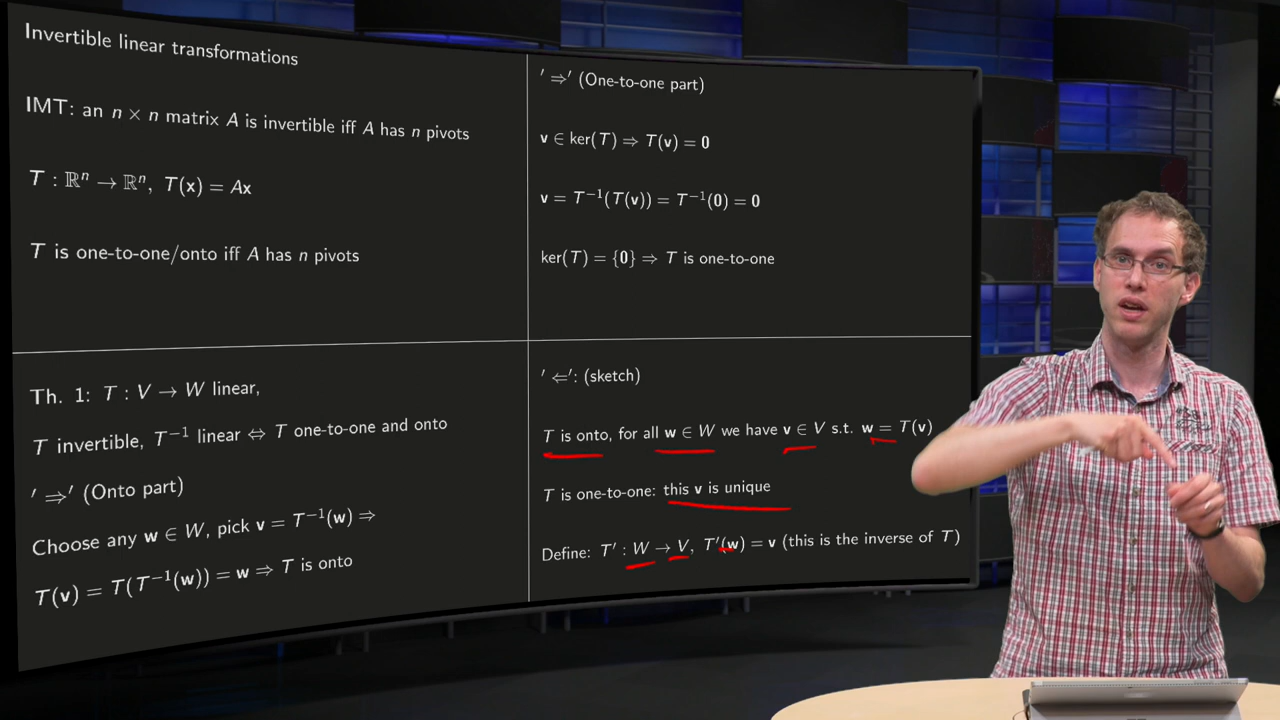 Invertible linear transformations
IMT: an n × n matrix A is invertible iff A has n pivots
T : ℝⁿ → ℝⁿ, T(x) = Ax
T is one-to-one/onto iff A has n pivots
' ⇒' (One-to-one part)
v ∈ ker(T) ⇒ T(v) = 0
v = T⁻¹(T(v)) = T⁻¹(0) = 0
ker(T) = {0} ⇒ T is one-to-one
Th. 1: T : V → W linear,
T invertible, T⁻¹ linear ⇔ T one-to-one and onto
' ⇒' (Onto part)
Choose any w ∈ W, pick v = T⁻¹(w) ⇒
T(v) = T(T⁻¹(w)) = w ⇒ T is onto
' ⇐': (sketch)
T is onto, for all w ∈ W we have v ∈ V s.t. w = T(v)
T is one-to-one: this v is unique
Define: T' : W → V, T'(w) = v (this is the inverse of T)